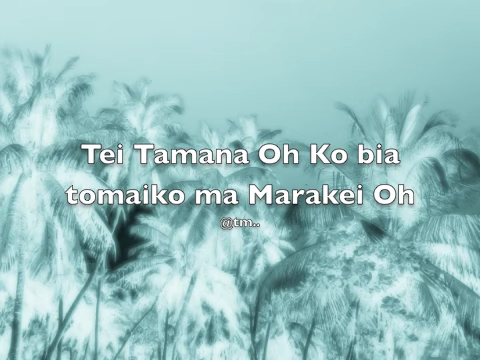 Tei Tamana Oh Ko bia
tomaiko ma Marakei Oh
@tm..